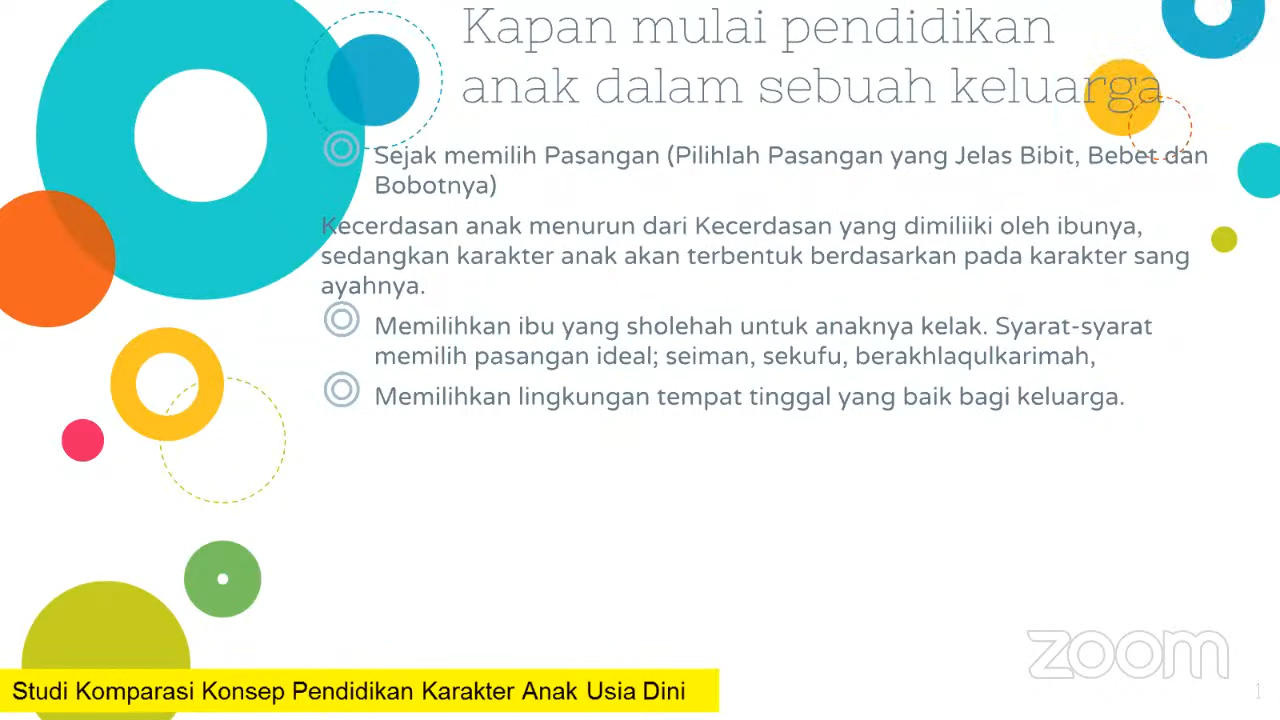 Kapan mulai pendidikan
anak dalam sebuah keluarga
Sejak memilih Pasangan (Pilihlah Pasangan yang Jelas Bibit, Bebet dan
Bobotnya)
Kecerdasan anak menurun dari Kecerdasan yang dimiliiki oleh ibunya,
sedangkan karakter anak akan terbentuk berdasarkan pada karakter sang
ayahnya.
Memilihkan ibu yang sholehah untuk anaknya kelak. Syarat-syarat
memilih pasangan ideal; seiman, sekufu, berakhlaqulkarimah,
Memilihkan lingkungan tempat tinggal yang baik bagi keluarga.
zoom
Studi Komparasi Konsep Pendidikan Karakter Anak Usia Dini
1